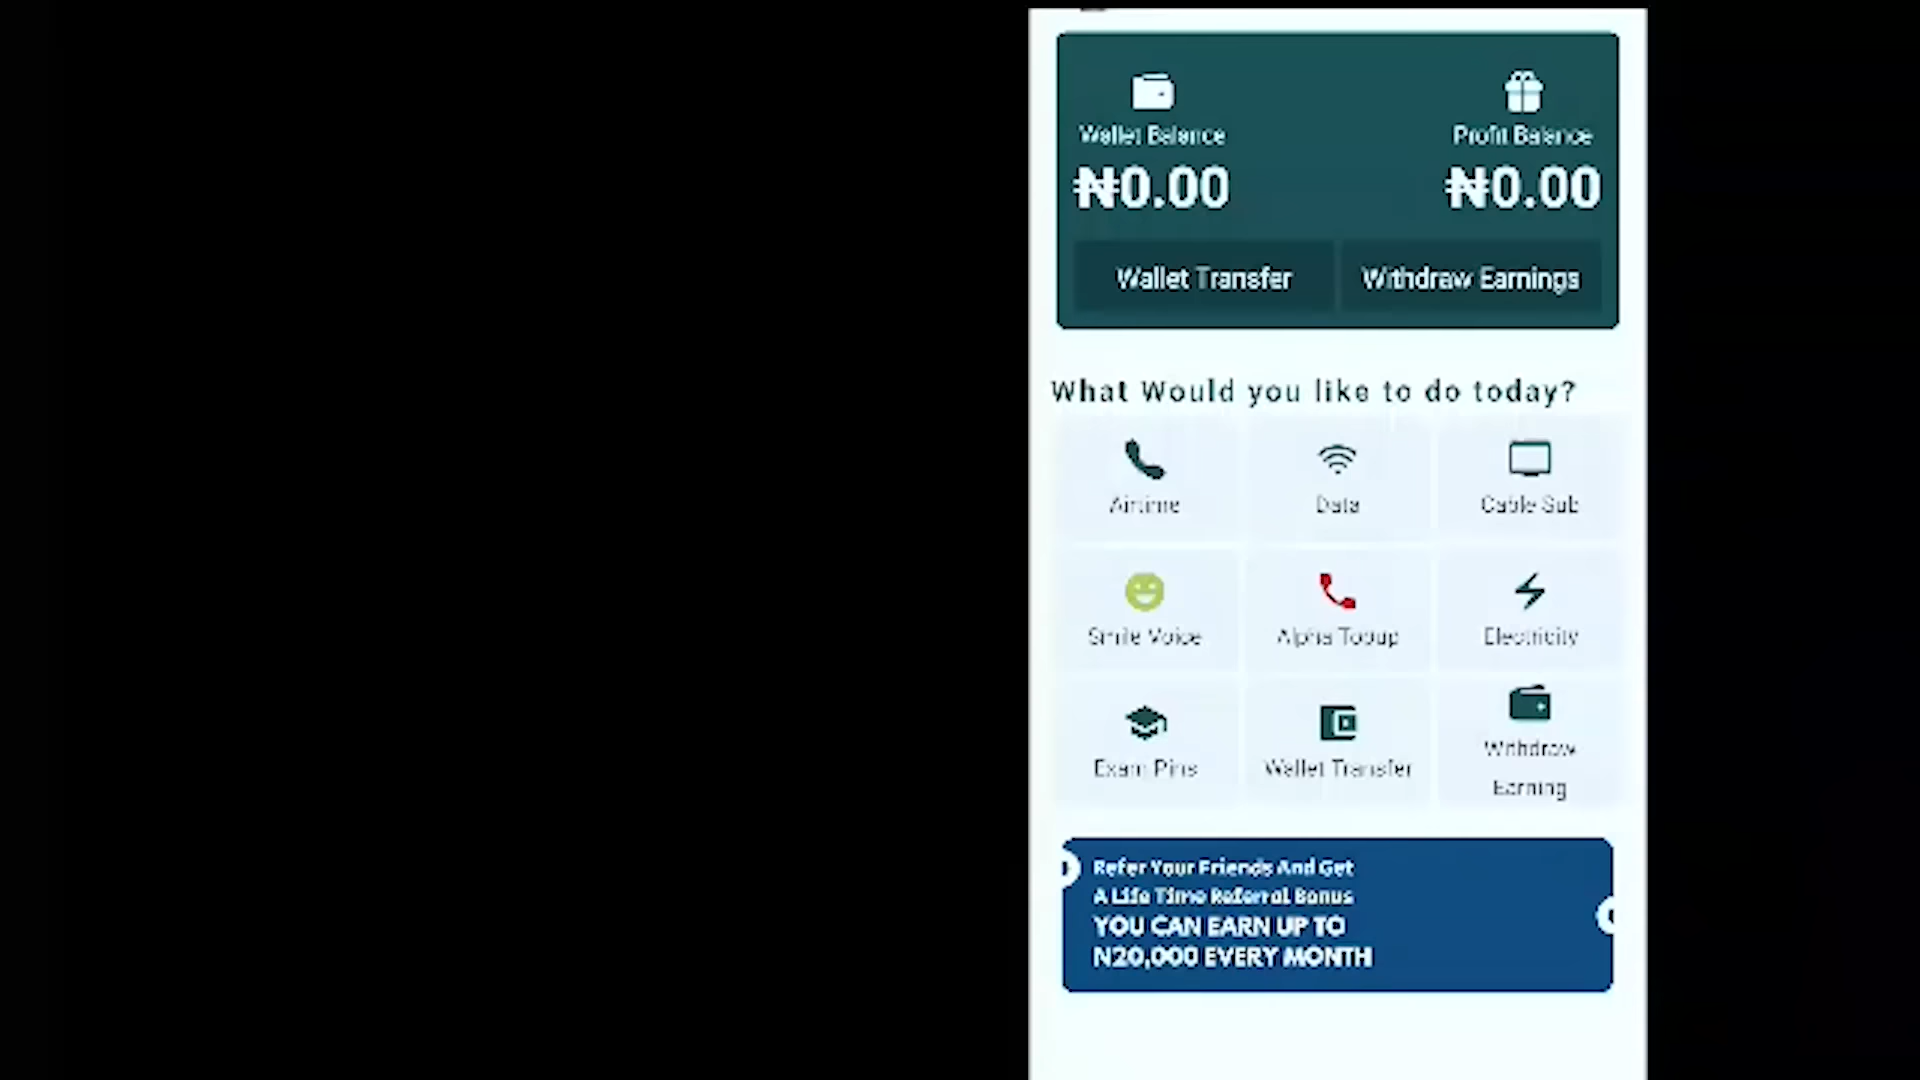 Wallet Balance
Profit Balance
₦0.00
₦0.00
Wallet Transfer
Withdraw Earnings
What Would you like to do today?
Airtime
Data
Cable Sub
Smile Voice
Alpha Topup
Electricity
Exam Pins
Wallet Transfer
Withdraw
Earning
Refer Your Friends And Get
A Life Time Referral Bonus
YOU CAN EARN UP TO
N20,000 EVERY MONTH